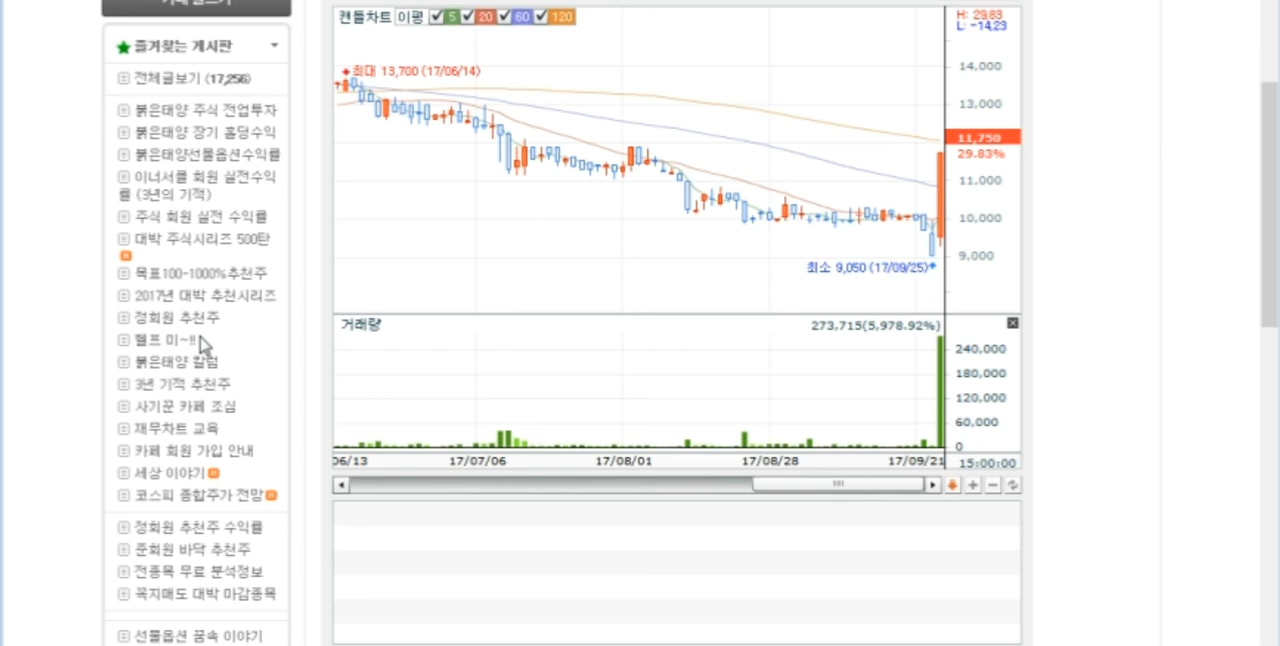 즐겨찾는 게시판
전체글보기 (17,256)
붉은태양 주식 전업투자
붉은태양 장기 홀딩수익
붉은태양선물옵션수익률
이너서클 회원 실전수익
률 (3년의 기적)
주식 회원 실전 수익률
대박 주식시리즈 500탄
목표100-1000%추천주
2017년 대박 추천시리즈
정회원 추천주
헬프 미~!!
붉은태양 칼럼
3년 기적 추천주
사기꾼 카페 조심
재무차트 교육
카페 회원 가입 안내
세상 이야기
코스피 종합주가 전망
정회원 추천주 수익률
준회원 바닥 추천주
전종목 무료 분석정보
꼭지매도 대박 마감종목
선물옵션 꿈속 이야기
캔들차트 이평 5 20 60 120
H: 29.83
L: -14.23
최대 13,700 (17/06/14)
14,000
13,000
11,750
29.83%
11,000
10,000
9,000
최소 9,050 (17/09/25)
거래량
273,715(5,978.92%)
240,000
180,000
120,000
60,000
0
06/13 17/07/06 17/08/01 17/08/28 17/09/21 15:00:00